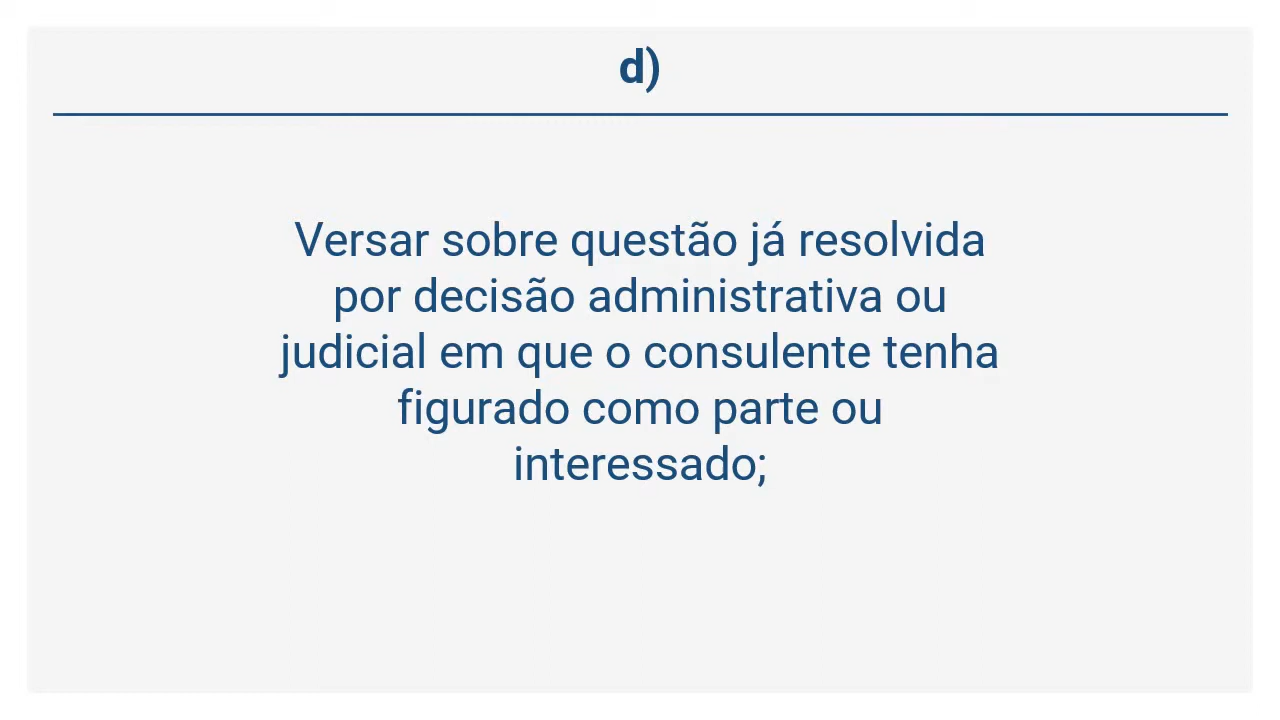 d)
Versar sobre questão já resolvida
por decisão administrativa ou
judicial em que o consulente tenha
figurado como parte ou
interessado;